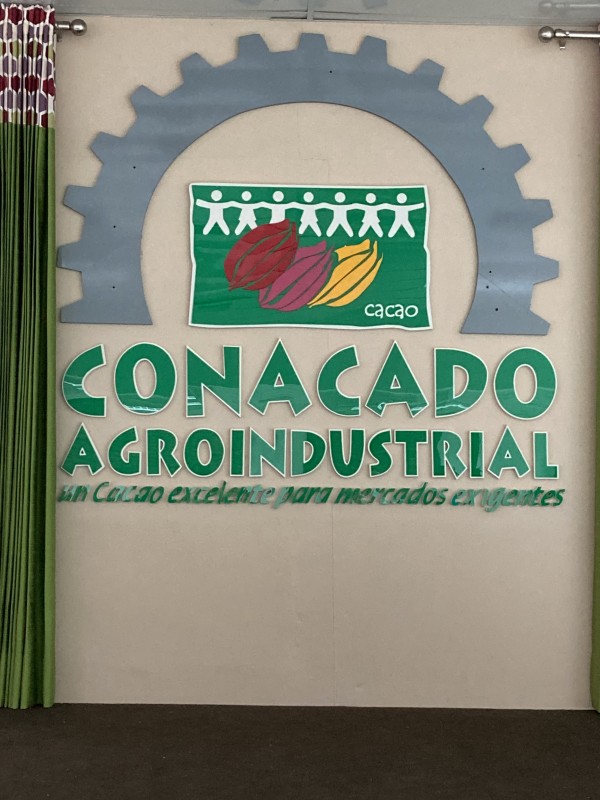 cacao
CONACADO
AGROINDUSTRIAL
un Cacao excelente para mercados exigentes